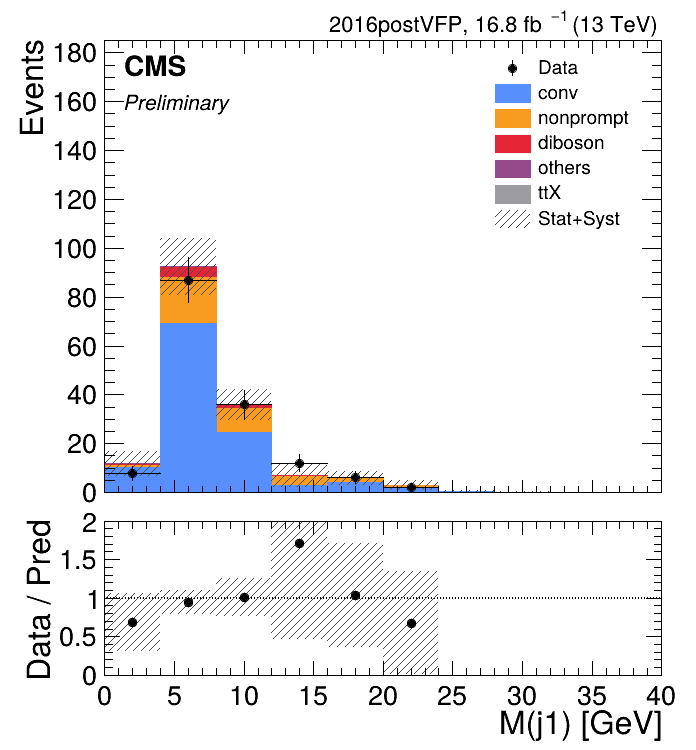 2016postVFP, 16.8 fb⁻¹ (13 TeV)
Events
180
160
140
120
100
80
60
40
20
0
CMS
Preliminary
Data
conv
nonprompt
diboson
others
ttX
Stat+Syst
Data / Pred
2
1.5
1
0.5
0
0 5 10 15 20 25 30 35 40
M(j1) [GeV]